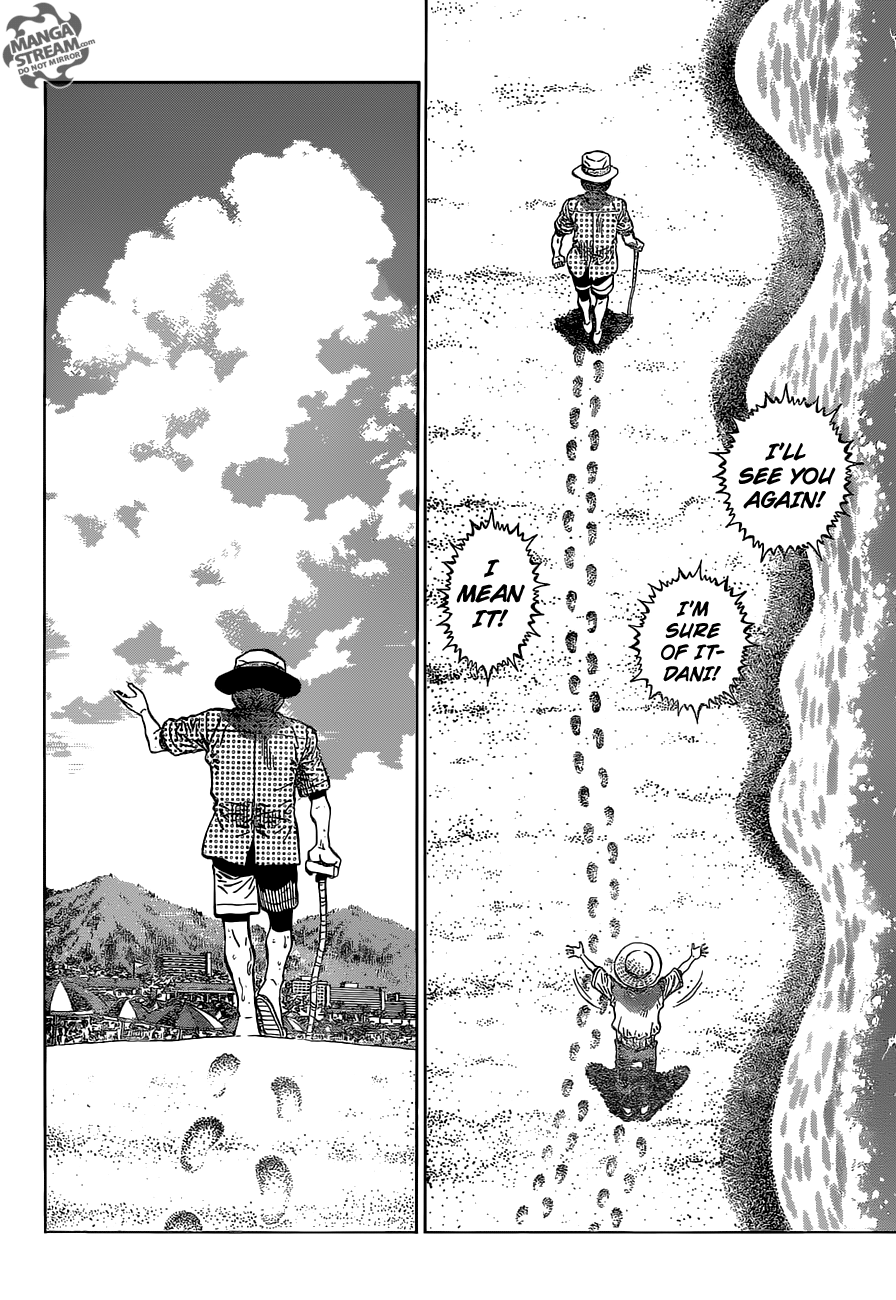 MANGA
STREAM.com
DO NOT MIRROR
I'LL
SEE YOU
AGAIN!
I'M
SURE
OF IT-
DANI!
I
MEAN
IT!